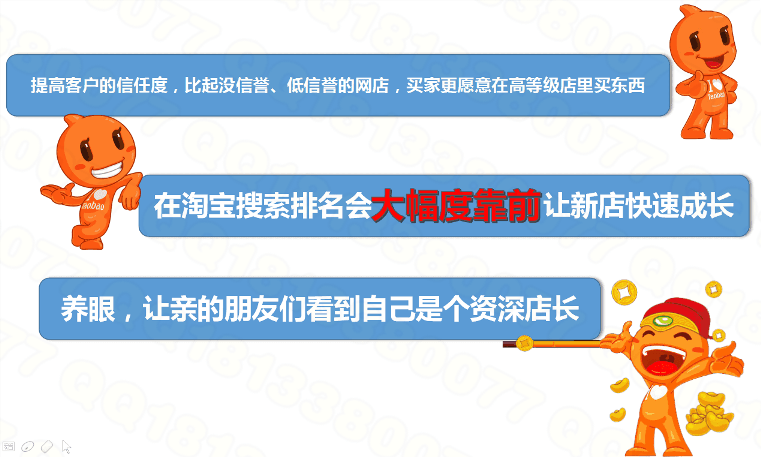 提高客户的信任度，比起没信誉、低信誉的网店，买家更愿意在高等级店里买东西
在淘宝搜索排名会大幅度靠前让新店快速成长
养眼，让亲的朋友们看到自己是个资深店长